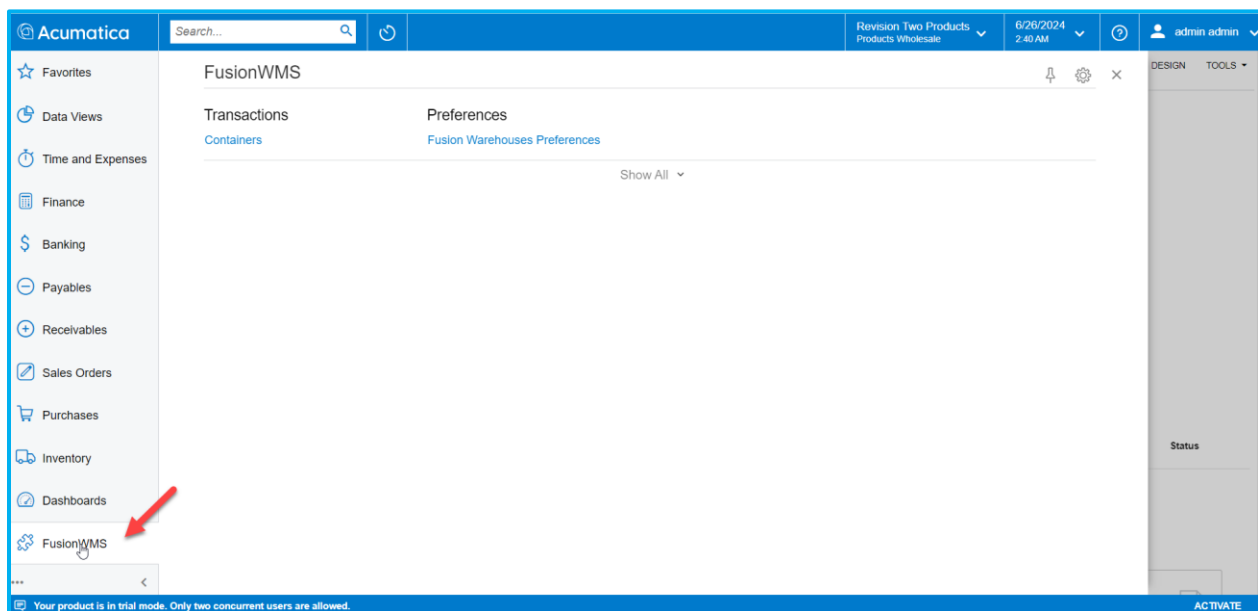 Acumatica
Search...
Revision Two Products
Products Wholesale
6/26/2024
2:40 AM
admin admin
Favorites
Data Views
Time and Expenses
Finance
Banking
Payables
Receivables
Sales Orders
Purchases
Inventory
Dashboards
FusionWMS
...
FusionWMS
Transactions
Preferences
Containers
Fusion Warehouses Preferences
Show All
DESIGN TOOLS
Status
Your product is in trial mode. Only two concurrent users are allowed.
ACTIVATE